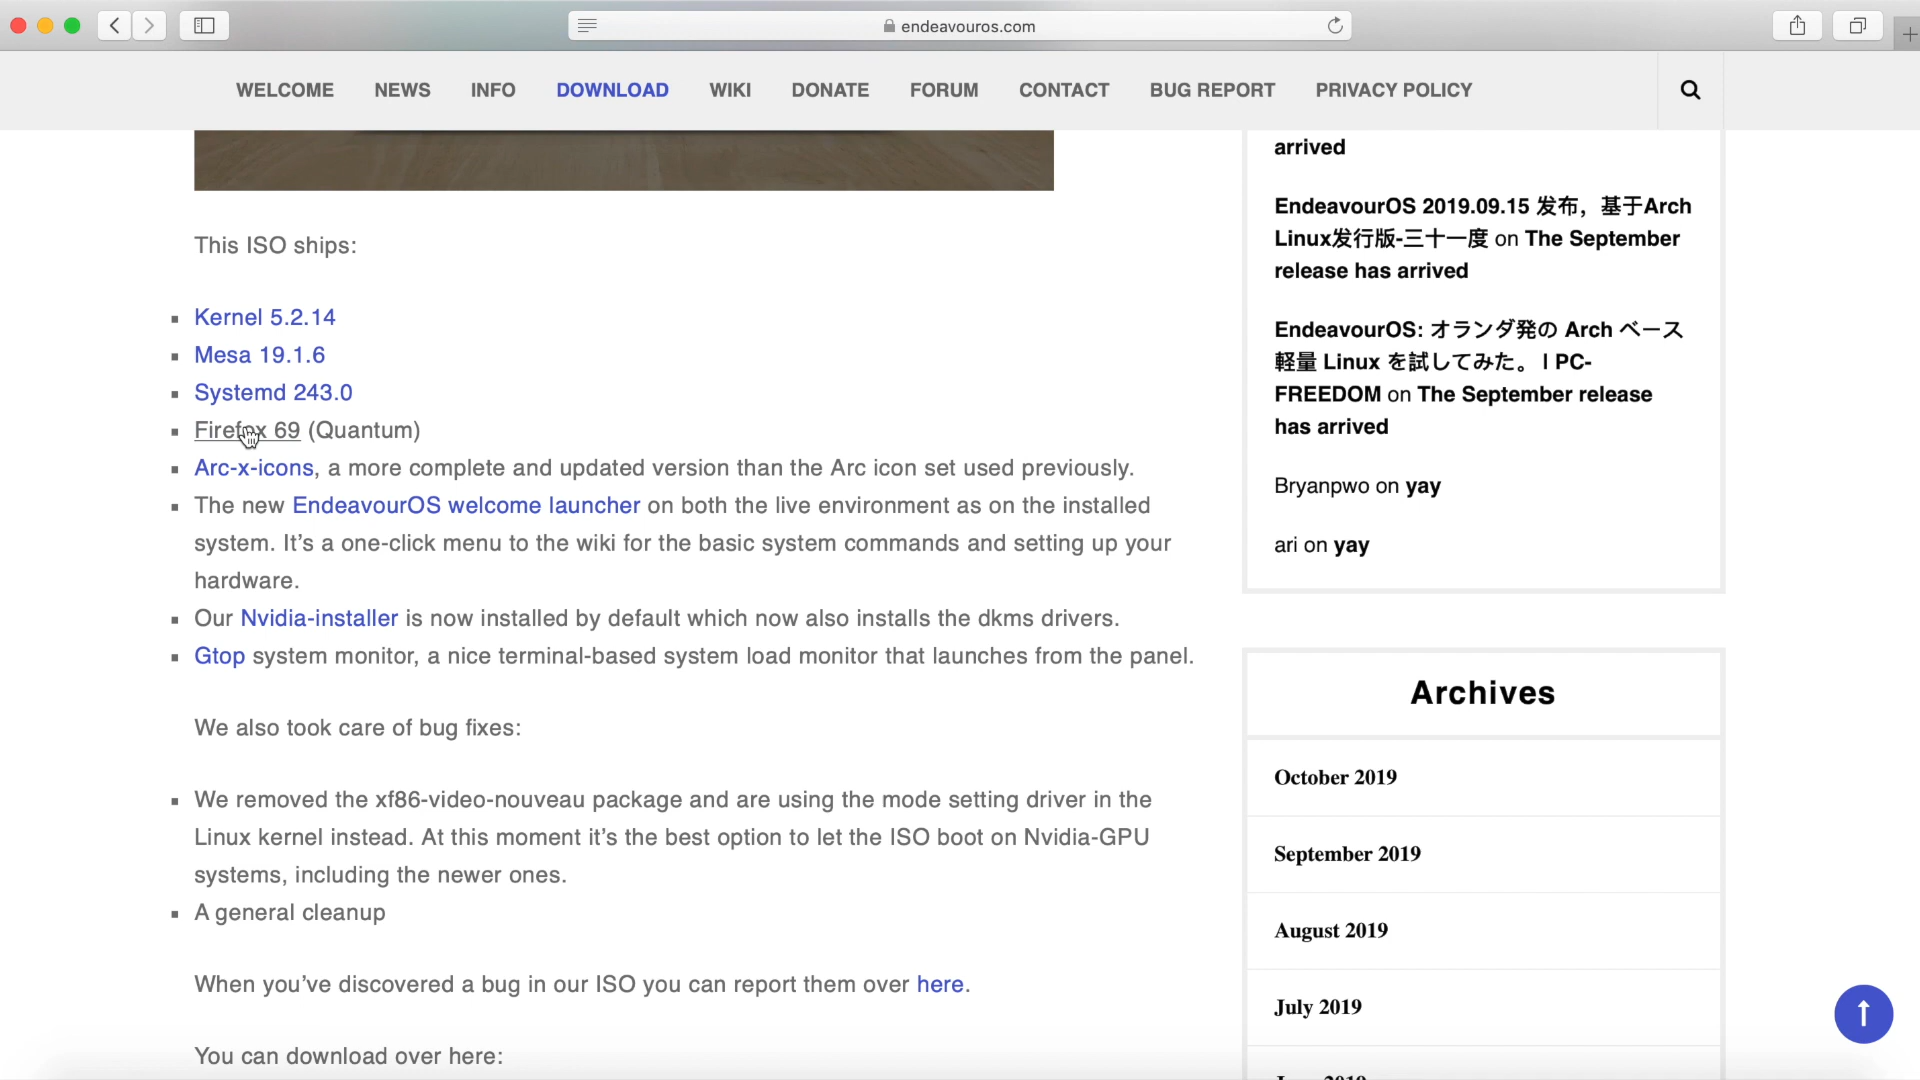 endeavouros.com
WELCOME NEWS INFO DOWNLOAD WIKI DONATE FORUM CONTACT BUG REPORT PRIVACY POLICY
This ISO ships:
Kernel 5.2.14
Mesa 19.1.6
Systemd 243.0
Firefox 69 (Quantum)
Arc-x-icons, a more complete and updated version than the Arc icon set used previously.
The new EndeavourOS welcome launcher on both the live environment as on the installed
system. It’s a one-click menu to the wiki for the basic system commands and setting up your
hardware.
Our Nvidia-installer is now installed by default which now also installs the dkms drivers.
Gtop system monitor, a nice terminal-based system load monitor that launches from the panel.
We also took care of bug fixes:
We removed the xf86-video-nouveau package and are using the mode setting driver in the
Linux kernel instead. At this moment it’s the best option to let the ISO boot on Nvidia-GPU
systems, including the newer ones.
A general cleanup
When you’ve discovered a bug in our ISO you can report them over here.
You can download over here:
arrived
EndeavourOS 2019.09.15 发布，基于Arch
Linux发行版-三十一度 on The September
release has arrived
EndeavourOS: オランダ発の Arch ベース
軽量 Linux を試してみた。 | PC-
FREEDOM on The September release
has arrived
Bryanpwo on yay
ari on yay
Archives
October 2019
September 2019
August 2019
July 2019